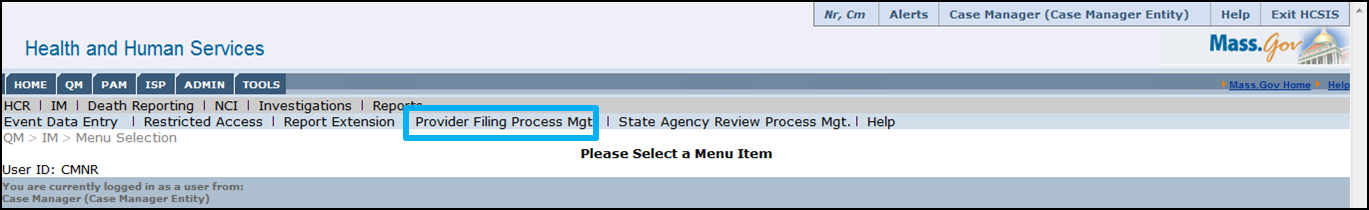 Nr, Cm | Alerts | Case Manager (Case Manager Entity) | Help | Exit HCSIS
Health and Human Services
Mass.Gov
HOME QM PAM ISP ADMIN TOOLS
Mass.Gov Home Help
HCR | IM | Death Reporting | NCI | Investigations | Reports
Event Data Entry | Restricted Access | Report Extension Provider Filing Process Mgt | State Agency Review Process Mgt. | Help
QM > IM > Menu Selection
Please Select a Menu Item
User ID: CMNR
You are currently logged in as a user from:
Case Manager (Case Manager Entity)